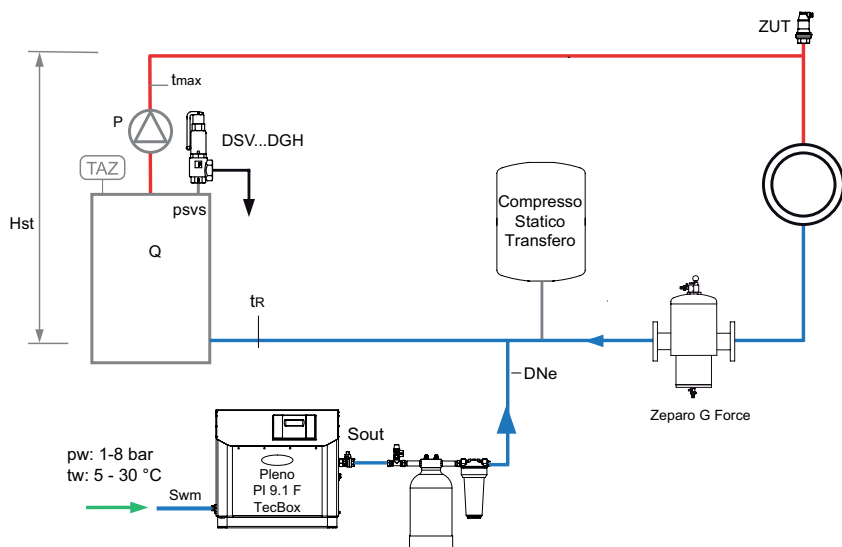 ZUT
tmax
P
DSV...DGH
TAZ
psvs
Hst
Q
Compresso
Statico
Transfero
tR
DNe
Zeparo G Force
Sout
pw: 1-8 bar
tw: 5 - 30 °C
Swm
Pleno
PI 9.1 F
TecBox